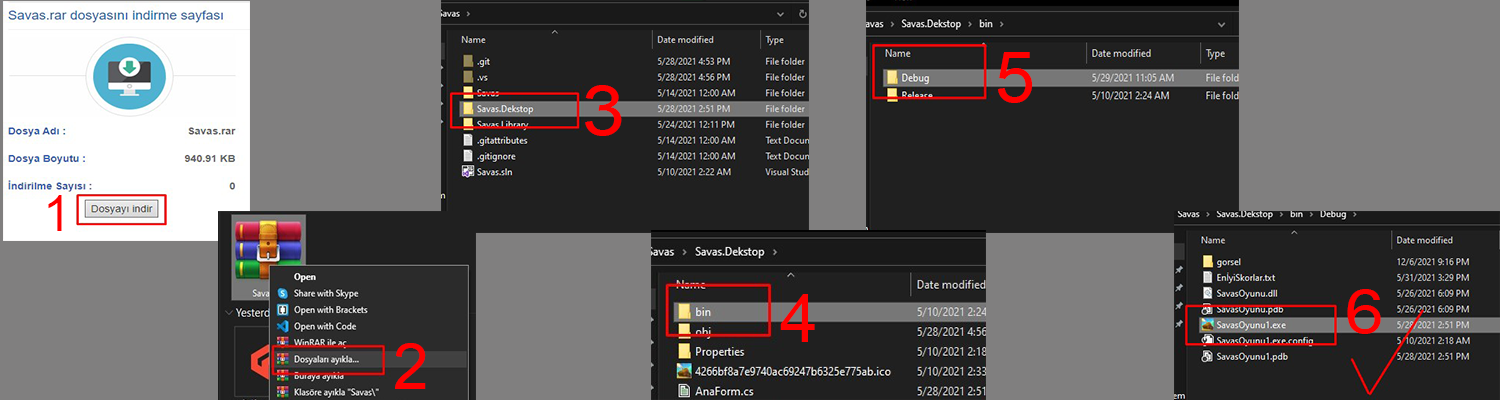 Savas.rar dosyasını indirme sayfası
Dosya Adı : Savas.rar
Dosya Boyutu : 940.91 KB
İndirilme Sayısı : 0
1 Dosyayı indir
Open
Share with Skype
Open with Brackets
Open with Code
WinRAR ile aç
Dosyaları ayıkla...
Buraya ayıkla
Klasöre ayıkla "Savas\"
Yesterd
2
Savas >
Name Date modified Type
.git 5/28/2021 4:53 PM File folder
.vs 5/28/2021 4:56 PM File folder
Savas 5/14/2021 12:00 AM File folder
Savas.Dekstop 5/28/2021 2:51 PM File folder
Savas.Library 5/24/2021 12:11 PM File folder
.gitattributes 5/14/2021 12:00 AM Text Docum
.gitignore 5/14/2021 12:00 AM Text Docum
Savas.sln 5/10/2021 2:22 AM Visual Stud
3
Savas > Savas.Dekstop >
Name Date modified
bin 5/10/2021 2:24
obj 5/28/2021 4:56
Properties 5/10/2021 2:18
4266bf8a7e9740ac69247b6325e775ab.ico 5/10/2021 2:33
AnaForm.cs 5/28/2021 2:51
4
avas > Savas.Dekstop > bin >
Name Date modified Type
Debug 5/29/2021 11:05 AM File fold
Release 5/10/2021 2:24 AM File fold
5
Savas > Savas.Dekstop > bin > Debug >
Name Date modified
gorsel 12/6/2021 9:16 PM
EnIyiSkorlar.txt 5/31/2021 3:29 PM
SavasOyunu.dll 5/26/2021 6:09 PM
SavasOyunu.pdb 5/26/2021 6:09 PM
SavasOyunu1.exe 5/28/2021 2:51 PM
SavasOyunu1.exe.config 5/10/2021 2:18 AM
SavasOyunu1.pdb 5/28/2021 2:51 PM
6